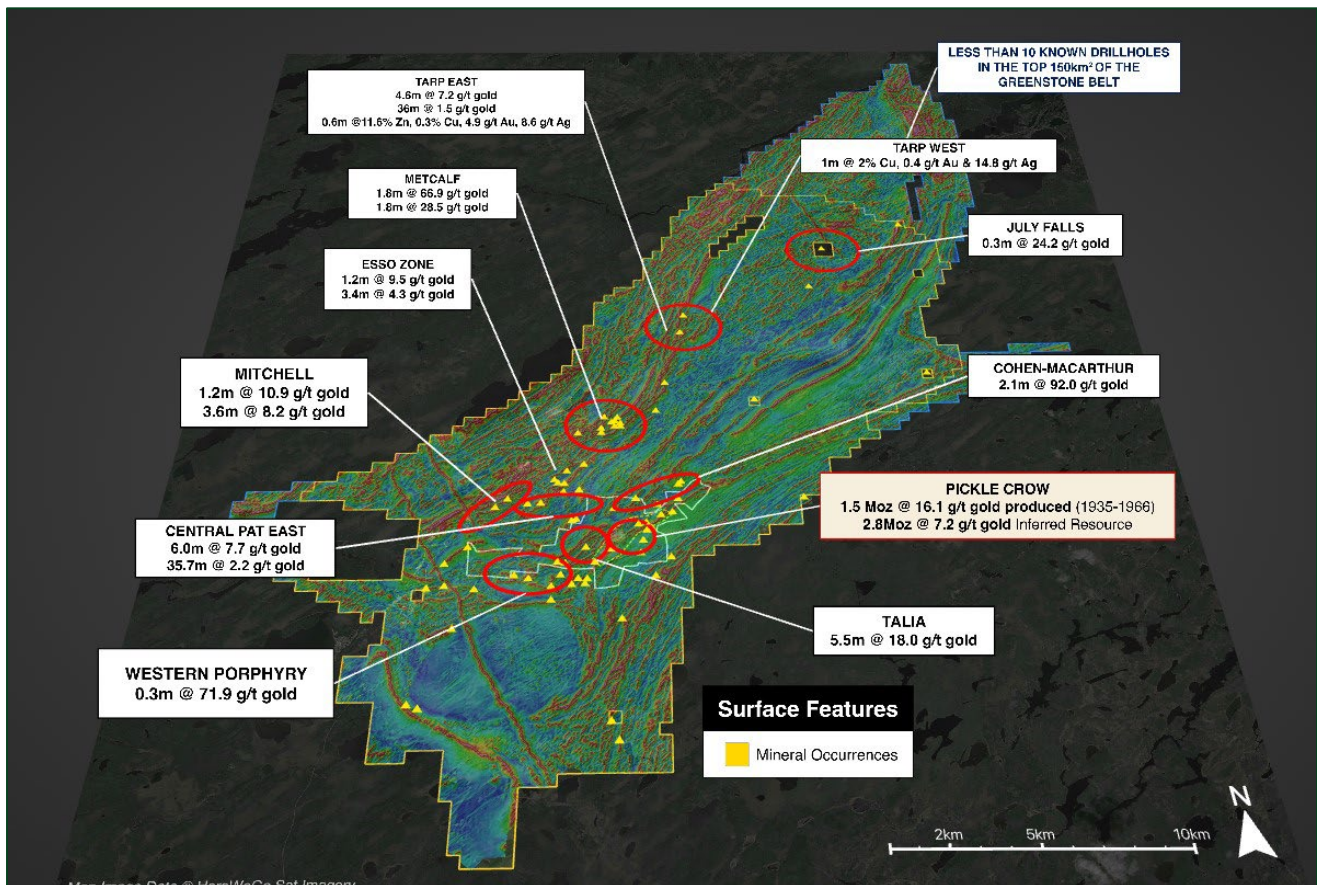 LESS THAN 10 KNOWN DRILLHOLES
IN THE TOP 150km² OF THE
GREENSTONE BELT
TARP EAST
4.6m @ 7.2 g/t gold
36m @ 1.5 g/t gold
0.6m @11.6% Zn, 0.3% Cu, 4.9 g/t Au, 8.6 g/t Ag
TARP WEST
1m @ 2% Cu, 0.4 g/t Au & 14.8 g/t Ag
METCALF
1.8m @ 66.9 g/t gold
1.8m @ 28.5 g/t gold
JULY FALLS
0.3m @ 24.2 g/t gold
ESSO ZONE
1.2m @ 9.5 g/t gold
3.4m @ 4.3 g/t gold
MITCHELL
1.2m @ 10.9 g/t gold
3.6m @ 8.2 g/t gold
COHEN-MACARTHUR
2.1m @ 92.0 g/t gold
PICKLE CROW
1.5 Moz @ 16.1 g/t gold produced (1935-1966)
2.8Moz @ 7.2 g/t gold Inferred Resource
CENTRAL PAT EAST
6.0m @ 7.7 g/t gold
35.7m @ 2.2 g/t gold
TALIA
5.5m @ 18.0 g/t gold
WESTERN PORPHYRY
0.3m @ 71.9 g/t gold
Surface Features
Mineral Occurrences
N
2km 5km 10km